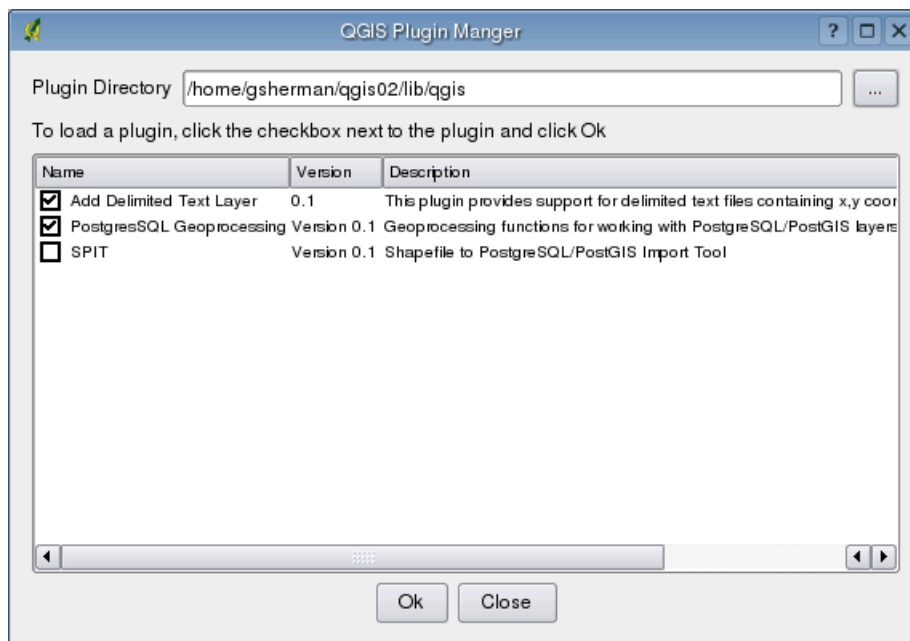 QGIS Plugin Manger
Plugin Directory /home/gsherman/qgis02/lib/qgis ...
To load a plugin, click the checkbox next to the plugin and click Ok
Name Version Description
Add Delimited Text Layer 0.1 This plugin provides support for delimited text files containing x,y coor
PostgresSQL Geoprocessing Version 0.1 Geoprocessing functions for working with PostgreSQL/PostGIS layers
SPIT Version 0.1 Shapefile to PostgreSQL/PostGIS Import Tool
Ok Close